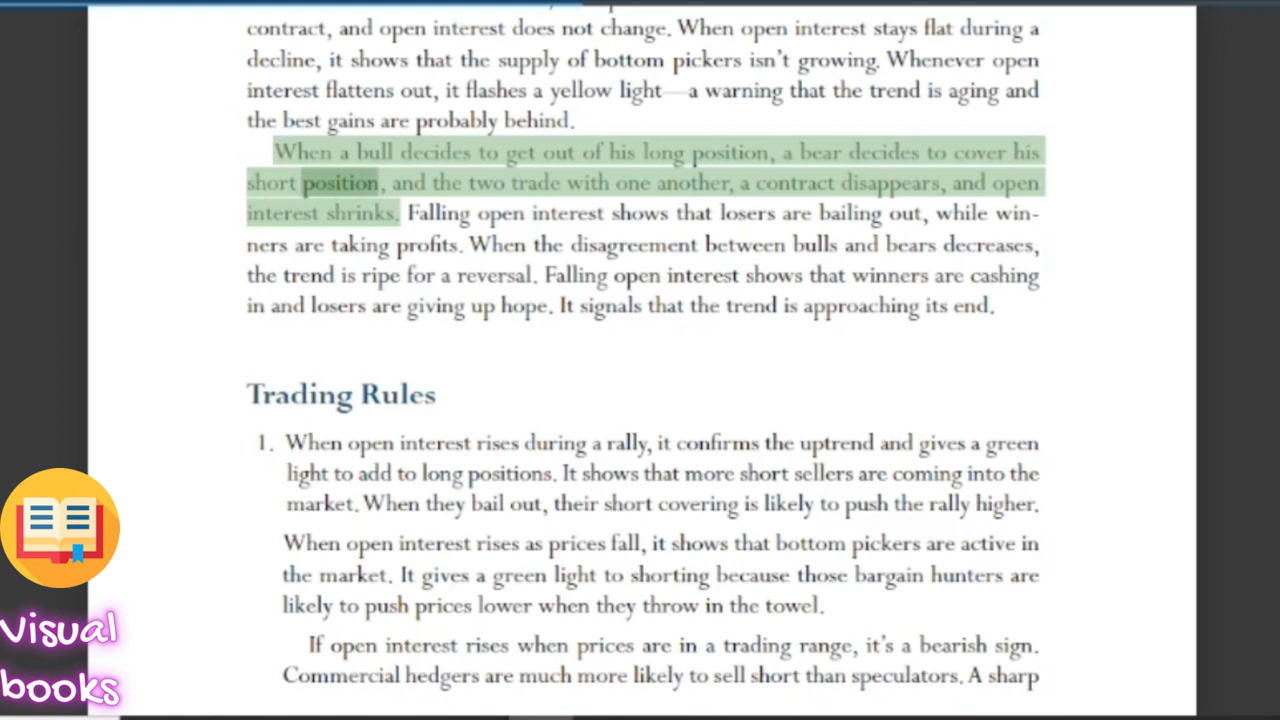 contract, and open interest does not change. When open interest stays flat during a
decline, it shows that the supply of bottom pickers isn't growing. Whenever open
interest flattens out, it flashes a yellow light—a warning that the trend is aging and
the best gains are probably behind.
When a bull decides to get out of his long position, a bear decides to cover his
short position, and the two trade with one another, a contract disappears, and open
interest shrinks. Falling open interest shows that losers are bailing out, while win-
ners are taking profits. When the disagreement between bulls and bears decreases,
the trend is ripe for a reversal. Falling open interest shows that winners are cashing
in and losers are giving up hope. It signals that the trend is approaching its end.
Trading Rules
1. When open interest rises during a rally, it confirms the uptrend and gives a green
light to add to long positions. It shows that more short sellers are coming into the
market. When they bail out, their short covering is likely to push the rally higher.
When open interest rises as prices fall, it shows that bottom pickers are active in
the market. It gives a green light to shorting because those bargain hunters are
likely to push prices lower when they throw in the towel.
If open interest rises when prices are in a trading range, it's a bearish sign.
Commercial hedgers are much more likely to sell short than speculators. A sharp
Visual
books